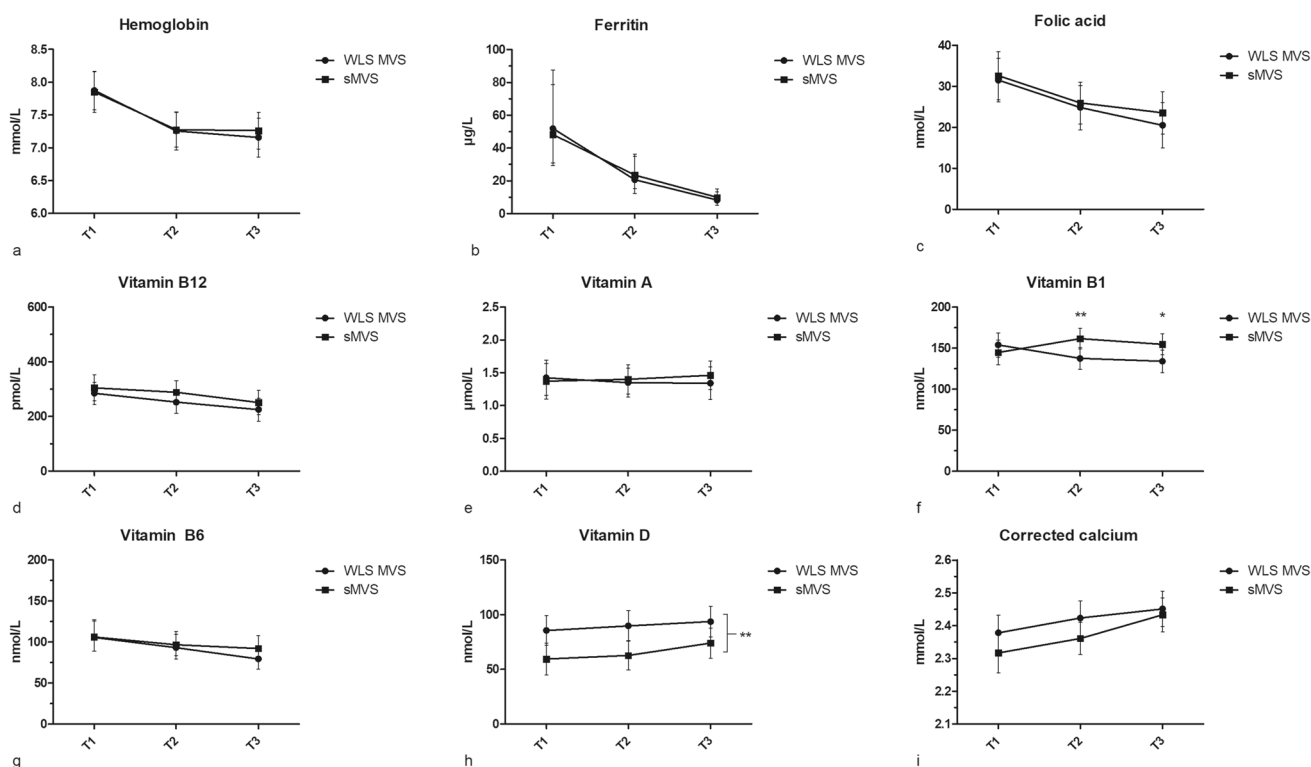 Hemoglobin
8.5
8.0
7.5
7.0
6.5
6.0
mmol/L
T1
T2
T3
WLS MVS
sMVS
a
Ferritin
100
80
60
40
20
0
µg/L
T1
T2
T3
WLS MVS
sMVS
b
Folic acid
40
30
20
10
0
nmol/L
T1
T2
T3
WLS MVS
sMVS
c
Vitamin B12
600
400
200
0
pmol/L
T1
T2
T3
WLS MVS
sMVS
d
Vitamin A
2.5
2.0
1.5
1.0
0.5
0.0
µmol/L
T1
T2
T3
WLS MVS
sMVS
e
Vitamin B1
200
150
100
50
0
nmol/L
** *
T1
T2
T3
WLS MVS
sMVS
f
Vitamin B6
200
150
100
50
0
nmol/L
T1
T2
T3
WLS MVS
sMVS
g
Vitamin D
150
100
50
0
nmol/L
**
T1
T2
T3
WLS MVS
sMVS
h
Corrected calcium
2.6
2.5
2.4
2.3
2.2
2.1
mmol/L
T1
T2
T3
WLS MVS
sMVS
i